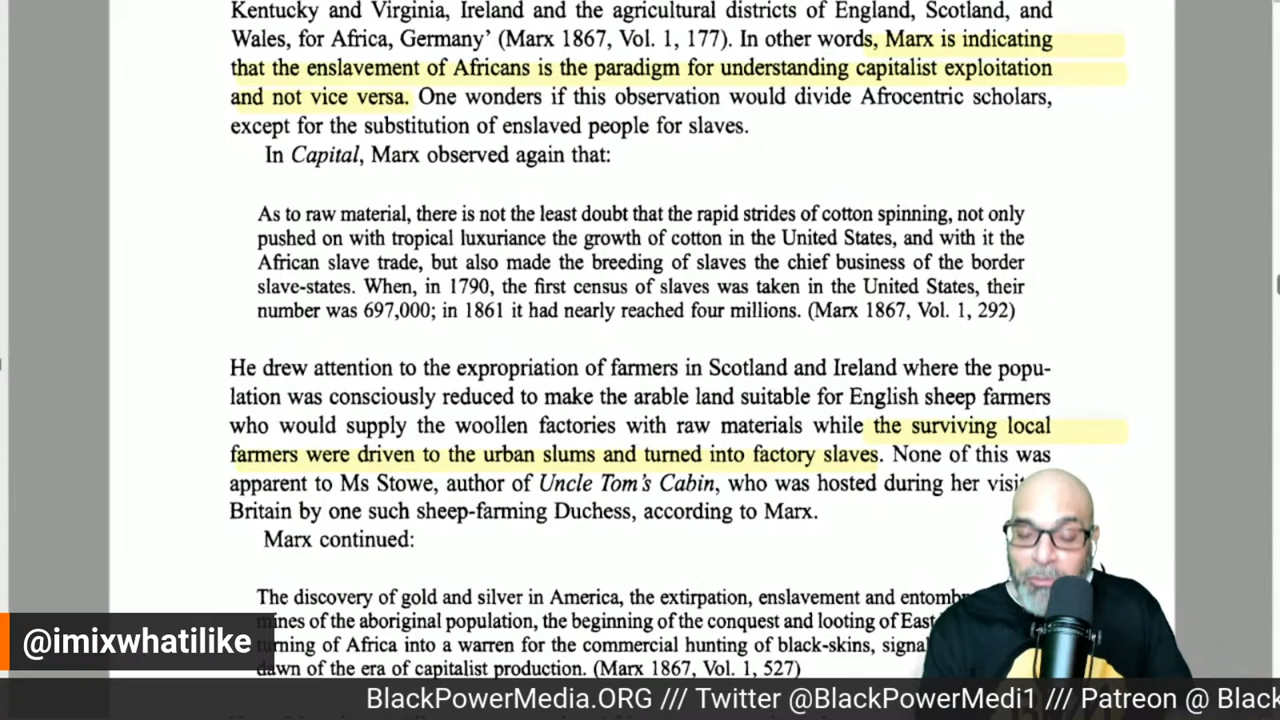 Kentucky and Virginia, Ireland and the agricultural districts of England, Scotland, and
Wales, for Africa, Germany’ (Marx 1867, Vol. 1, 177). In other words, Marx is indicating
that the enslavement of Africans is the paradigm for understanding capitalist exploitation
and not vice versa. One wonders if this observation would divide Afrocentric scholars,
except for the substitution of enslaved people for slaves.
In Capital, Marx observed again that:
As to raw material, there is not the least doubt that the rapid strides of cotton spinning, not only
pushed on with tropical luxuriance the growth of cotton in the United States, and with it the
African slave trade, but also made the breeding of slaves the chief business of the border
slave-states. When, in 1790, the first census of slaves was taken in the United States, their
number was 697,000; in 1861 it had nearly reached four millions. (Marx 1867, Vol. 1, 292)
He drew attention to the expropriation of farmers in Scotland and Ireland where the popu-
lation was consciously reduced to make the arable land suitable for English sheep farmers
who would supply the woollen factories with raw materials while the surviving local
farmers were driven to the urban slums and turned into factory slaves. None of this was
apparent to Ms Stowe, author of Uncle Tom’s Cabin, who was hosted during her
Britain by one such sheep-farming Duchess, according to Marx.
Marx continued:
The discovery of gold and silver in America, the extirpation, enslavement and
mines of the aboriginal population, the beginning of the conquest and looting of East
turning of Africa into a warren for the commercial hunting of black-skins,
dawn of the era of capitalist production. (Marx 1867, Vol. 1, 527)
@imixwhatilike
BlackPowerMedia.ORG /// Twitter @BlackPowerMedi1 /// Patreon @ Black